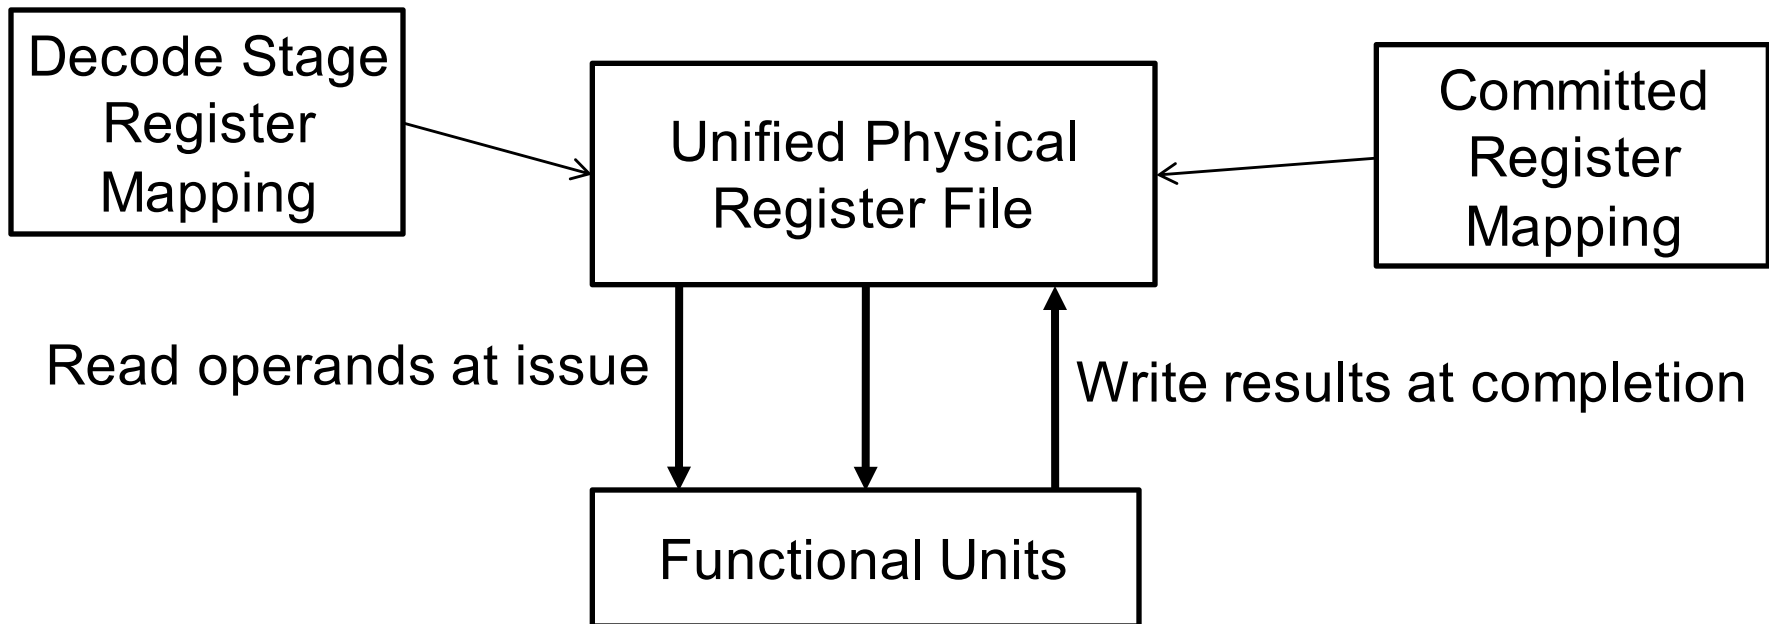 Decode Stage
Register
Mapping
Unified Physical
Register File
Committed
Register
Mapping
Read operands at issue
Write results at completion
Functional Units